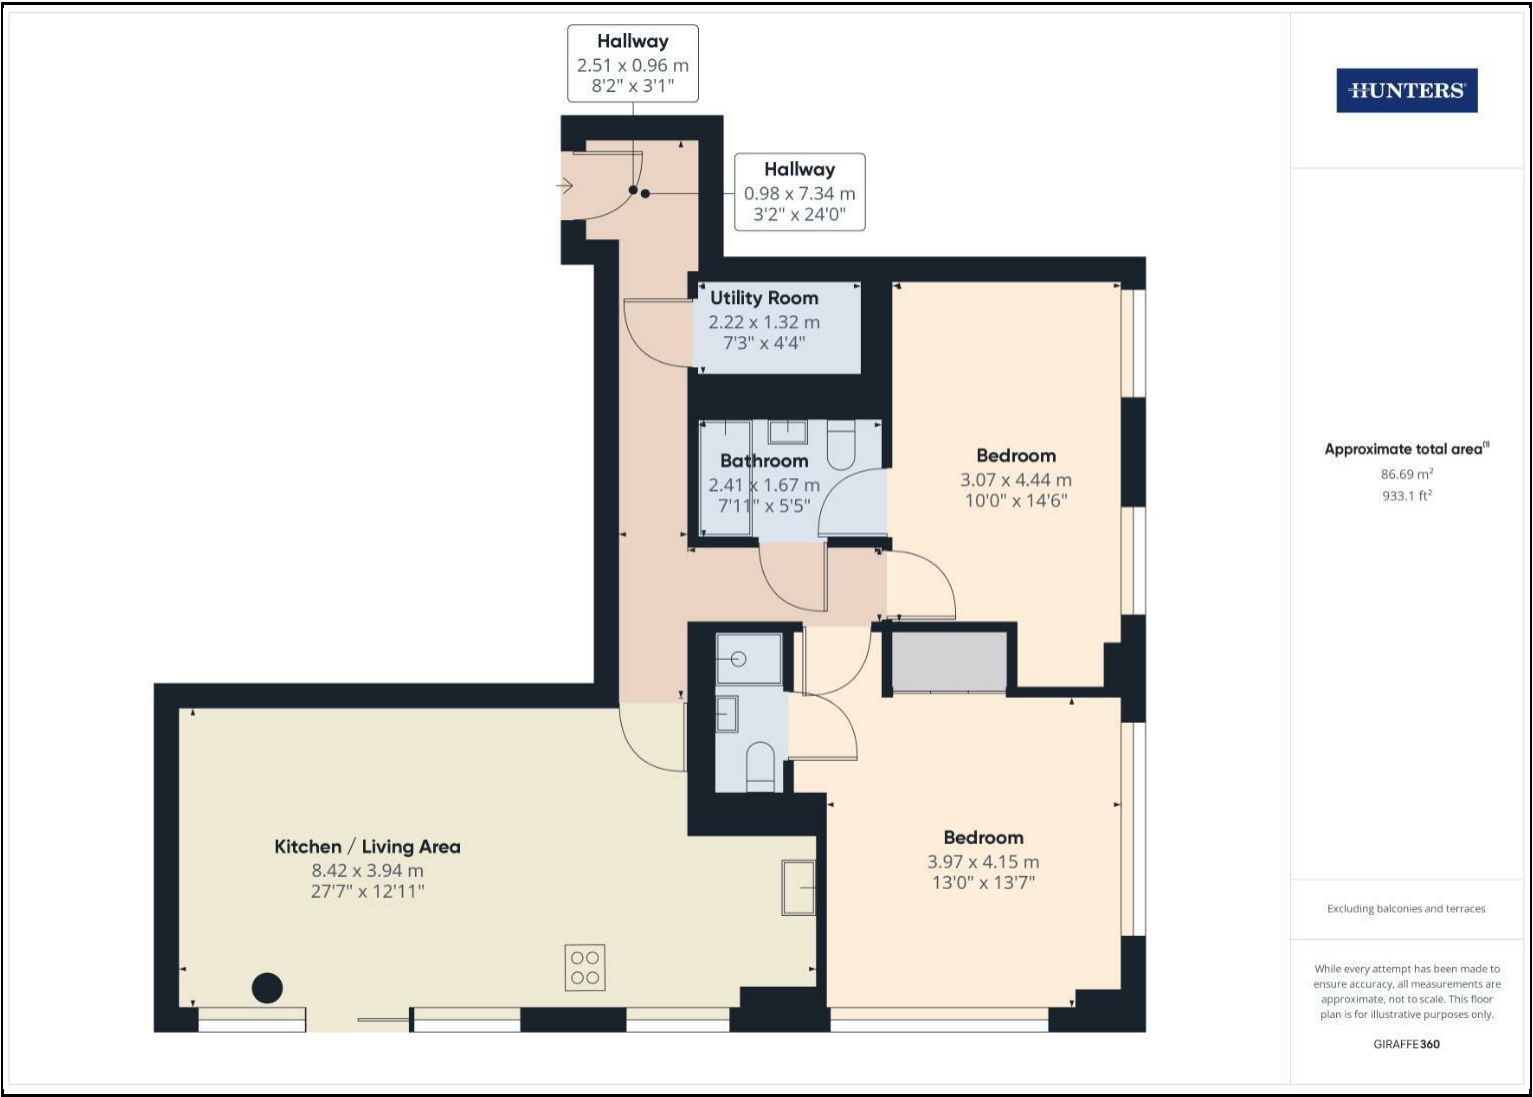 Hallway
2.51 x 0.96 m
8'2" x 3'1"
Hallway
0.98 x 7.34 m
3'2" x 24'0"
Utility Room
2.22 x 1.32 m
7'3" x 4'4"
Bathroom
2.41 x 1.67 m
7'11" x 5'5"
Bedroom
3.07 x 4.44 m
10'0" x 14'6"
Kitchen / Living Area
8.42 x 3.94 m
27'7" x 12'11"
Bedroom
3.97 x 4.15 m
13'0" x 13'7"
HUNTERS
Approximate total area⁽¹⁾
86.69 m²
933.1 ft²
Excluding balconies and terraces
While every attempt has been made to
ensure accuracy, all measurements are
approximate, not to scale. This floor
plan is for illustrative purposes only.
GIRAFFE360